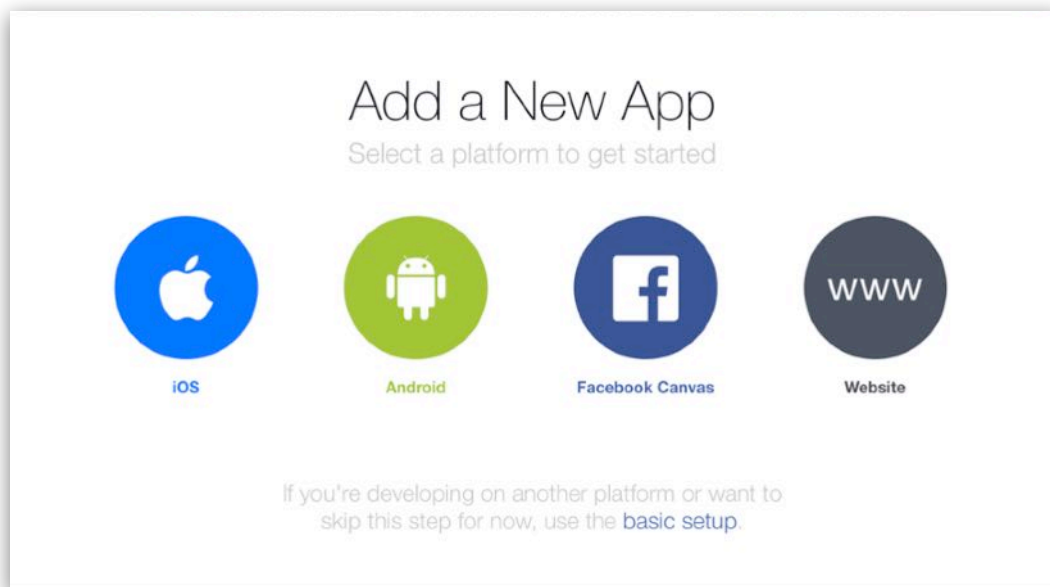 Add a New App
Select a platform to get started
www
iOS
Android
Facebook Canvas
Website
If you're developing on another platform or want to
skip this step for now, use the basic setup.